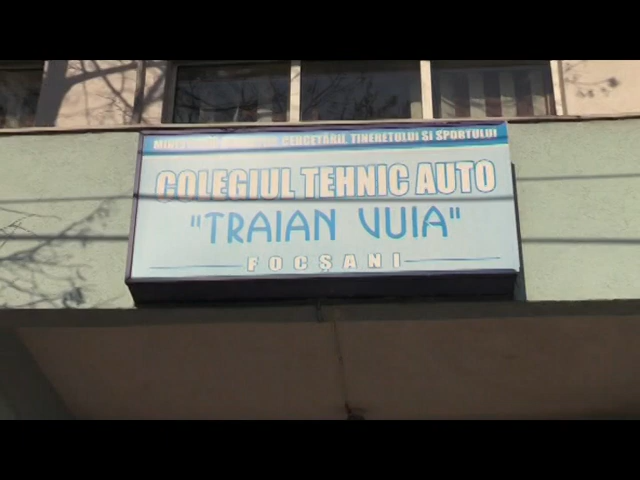 CERCETĂRII, TINERETULUI ȘI SPORTULUI
COLEGIUL TEHNIC AUTO
"TRAIAN VUIA"
FOCȘANI